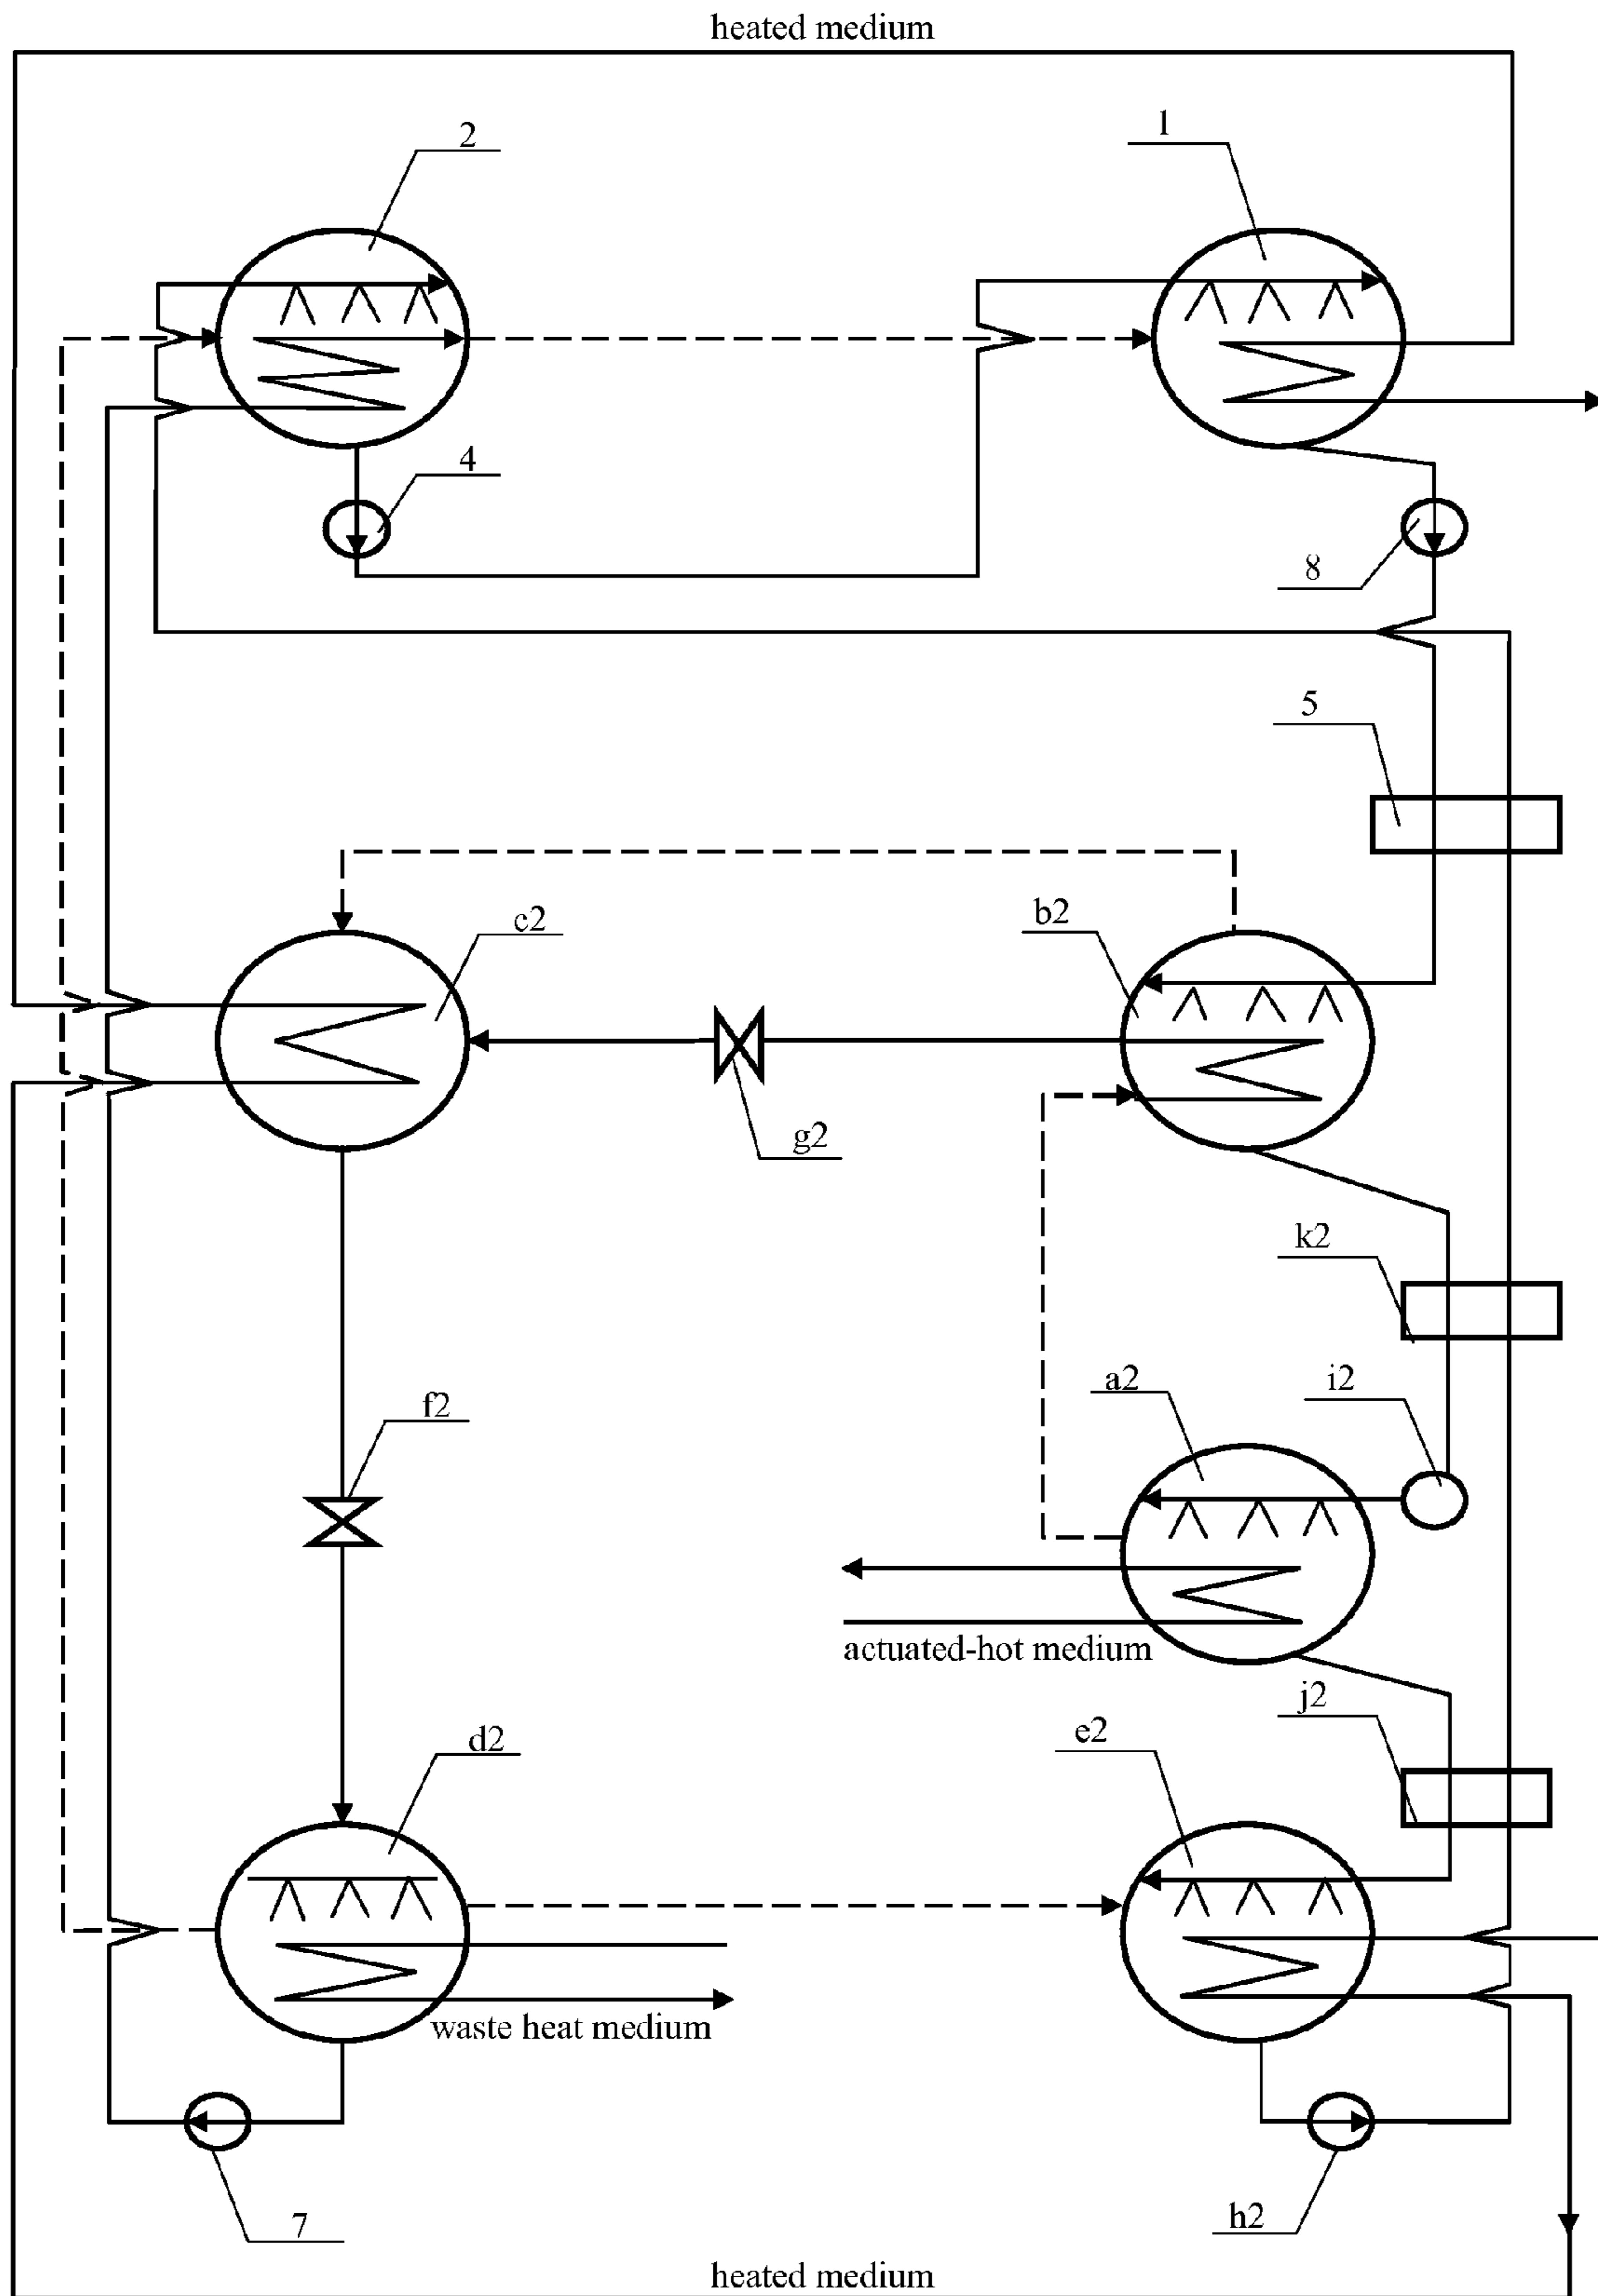 heated medium
2
1
4
8
5
c2
b2
g2
k2
f2
a2
i2
actuated-hot medium
j2
d2
e2
waste heat medium
7
h2
heated medium